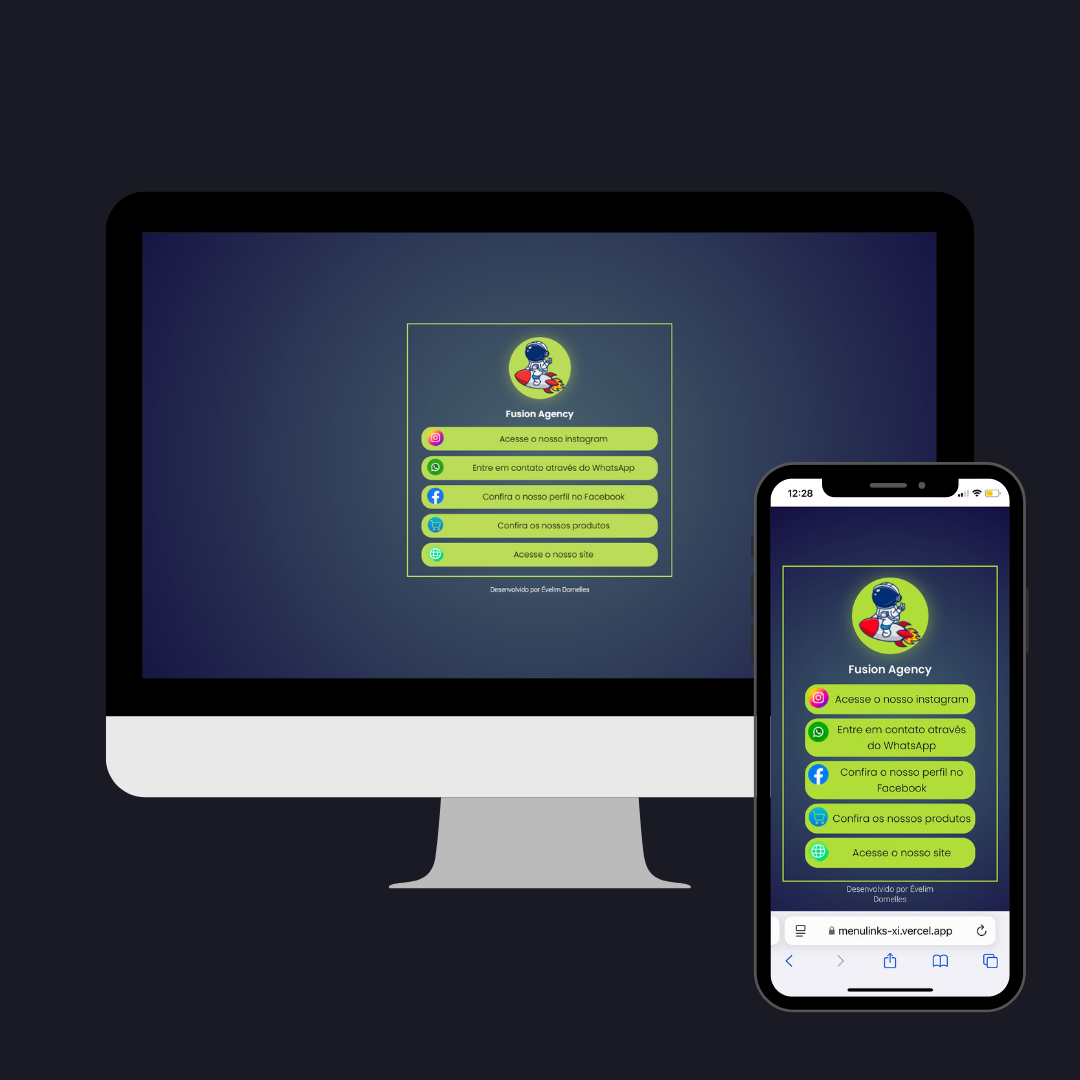 Fusion Agency
Acesse o nosso instagram
Entre em contato através do WhatsApp
Confira o nosso perfil no Facebook
Confira os nossos produtos
Acesse o nosso site
Desenvolvido por Évelim Dornelles
12:28
Fusion Agency
Acesse o nosso instagram
Entre em contato através
do WhatsApp
Confira o nosso perfil no
Facebook
Confira os nossos produtos
Acesse o nosso site
Desenvolvido por Évelim
Dornelles
menulinks-xi.vercel.app